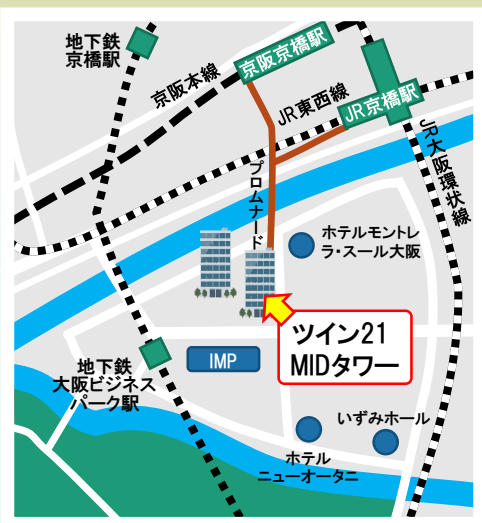 地下鉄
京橋駅
京阪本線
京阪京橋駅
JR東西線
JR京橋駅
JR大阪環状線
プロムナード
ホテルモントレ
ラ・スール大阪
ツイン21
MIDタワー
地下鉄
大阪ビジネス
パーク駅
IMP
いずみホール
ホテル
ニューオータニ